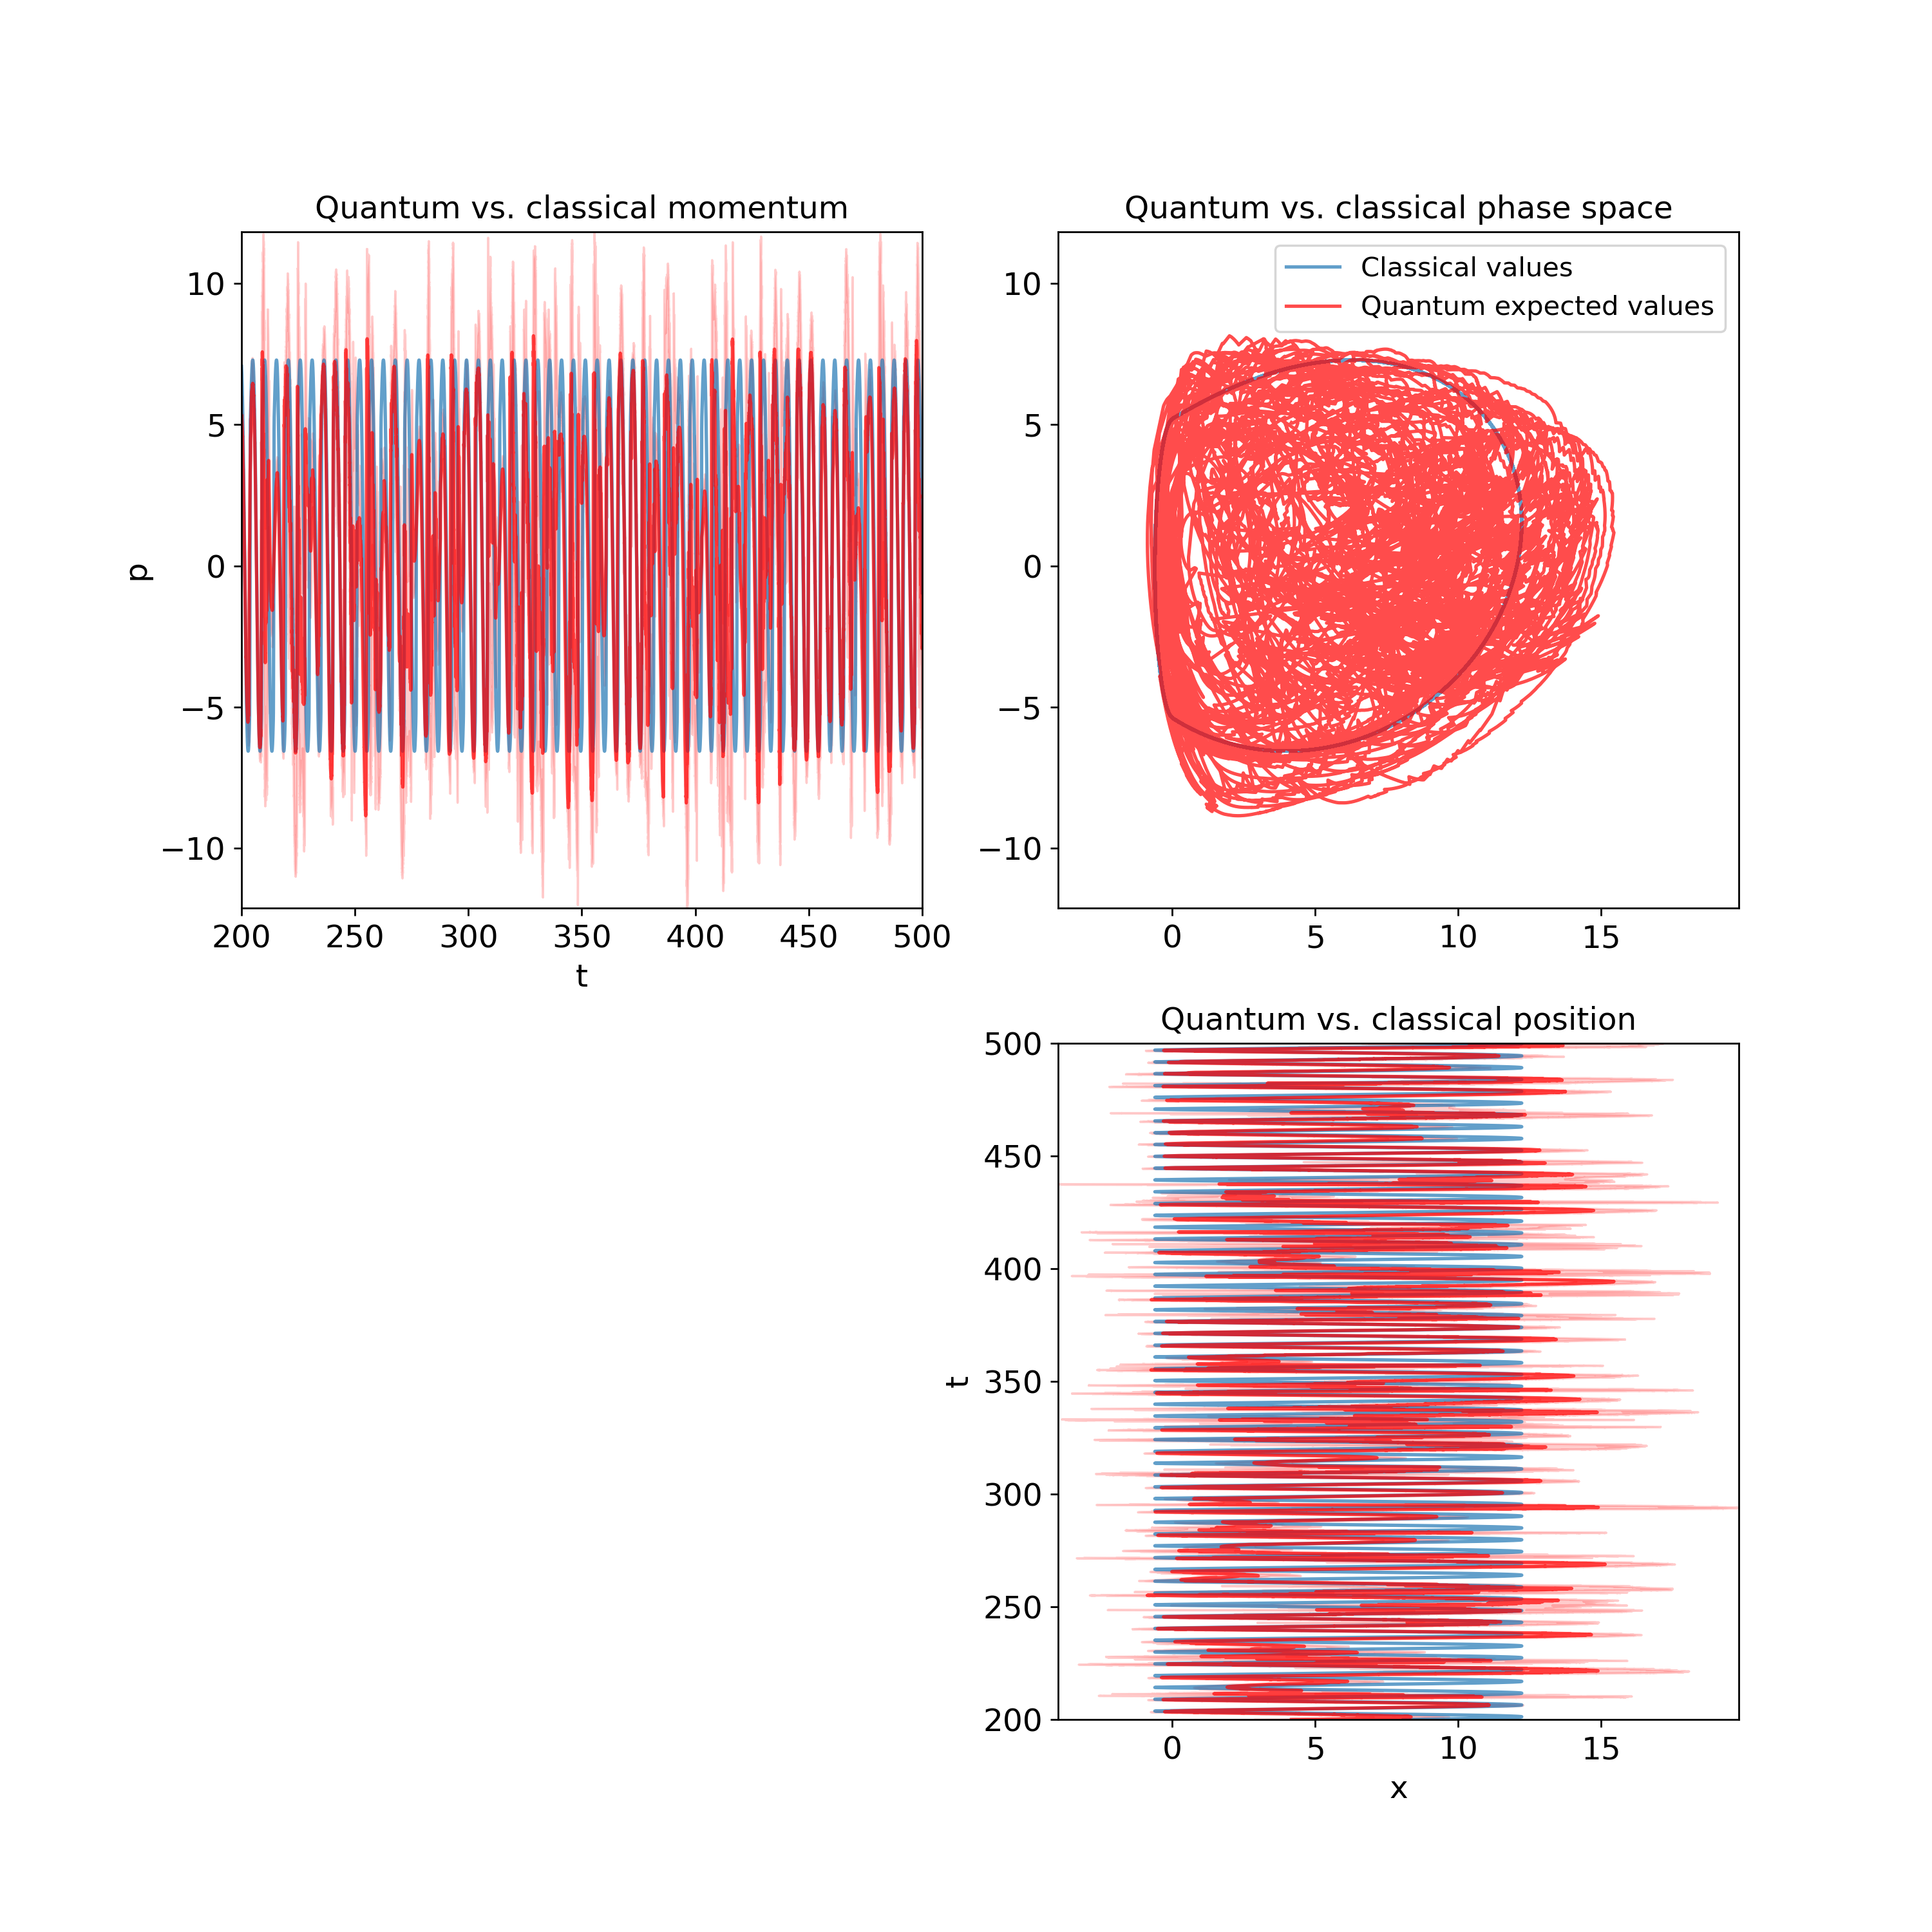 Quantum vs. classical momentum
10
5
0
−5
−10
p
200 250 300 350 400 450 500
t
Quantum vs. classical phase space
Classical values
Quantum expected values
10
5
0
−5
−10
0 5 10 15
Quantum vs. classical position
500
450
400
350
300
250
200
t
0 5 10 15
x